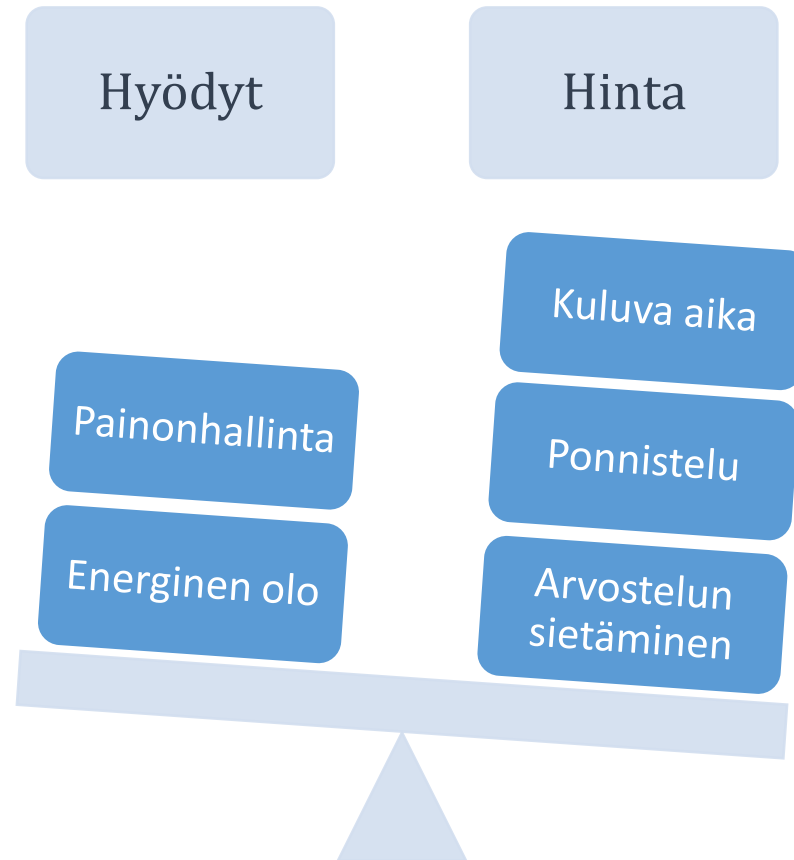 Hyödyt
Hinta
Painonhallinta
Energinen olo
Kuluva aika
Ponnistelu
Arvostelun
sietäminen